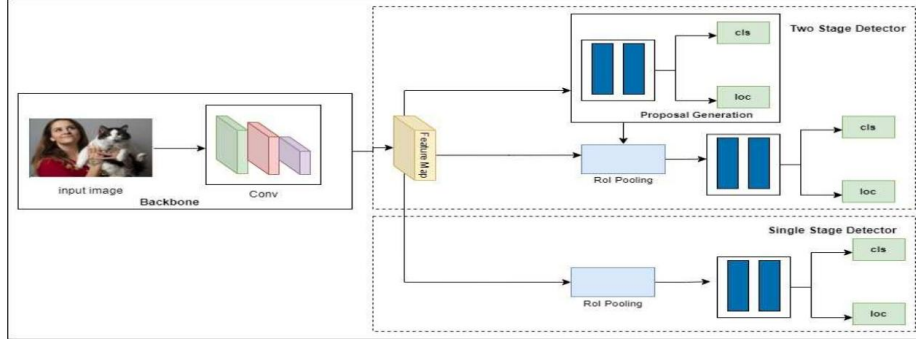 Two Stage Detector
cls
loc
Proposal Generation
input image
Conv
Backbone
Feature Map
RoI Pooling
cls
loc
Single Stage Detector
RoI Pooling
cls
loc